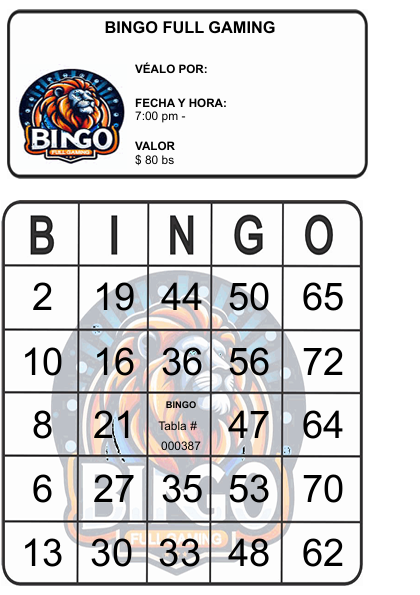 BINGO FULL GAMING
VÉALO POR:
FECHA Y HORA:
7:00 pm -
VALOR
$ 80 bs
BINGO
FULL GAMING
B I N G O
2 19 44 50 65
10 16 36 56 72
8 21 BINGO Tabla # 000387 47 64
6 27 35 53 70
13 30 33 48 62
BINGO
FULL GAMING